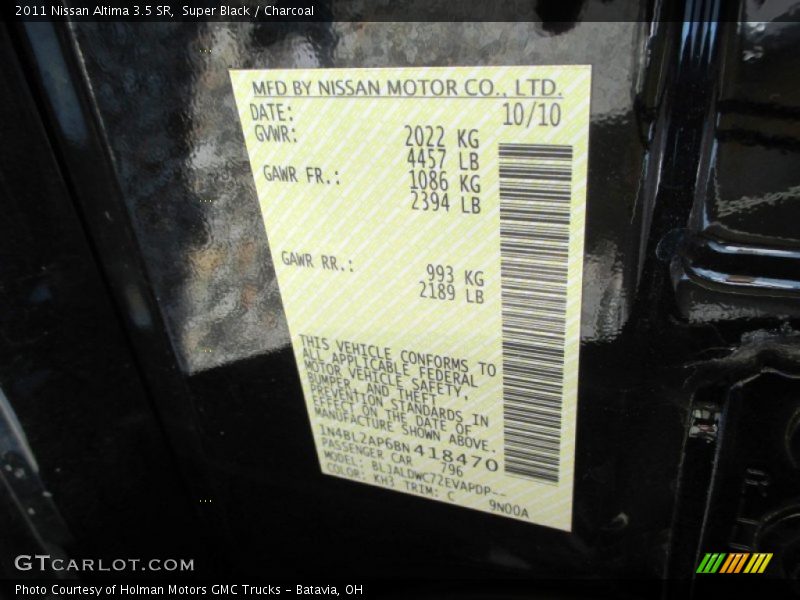 2011 Nissan Altima 3.5 SR,  Super Black / Charcoal
MFD BY NISSAN MOTOR CO., LTD.
DATE: 10/10
GVWR: 2022 KG
4457 LB
GAWR FR.: 1086 KG
2394 LB
GAWR RR.: 993 KG
2189 LB
THIS VEHICLE CONFORMS TO
ALL APPLICABLE FEDERAL
MOTOR VEHICLE SAFETY,
BUMPER, AND THEFT
PREVENTION STANDARDS IN
EFFECT ON THE DATE OF
MANUFACTURE SHOWN ABOVE.
1N4BL2AP6BN418470
PASSENGER CAR 796
MODEL: BLJALDWC72EVAPDP--
COLOR: KH3 TRIM: C 9N00A
GTCARLOT.COM
Photo Courtesy of Holman Motors GMC Trucks - Batavia, OH